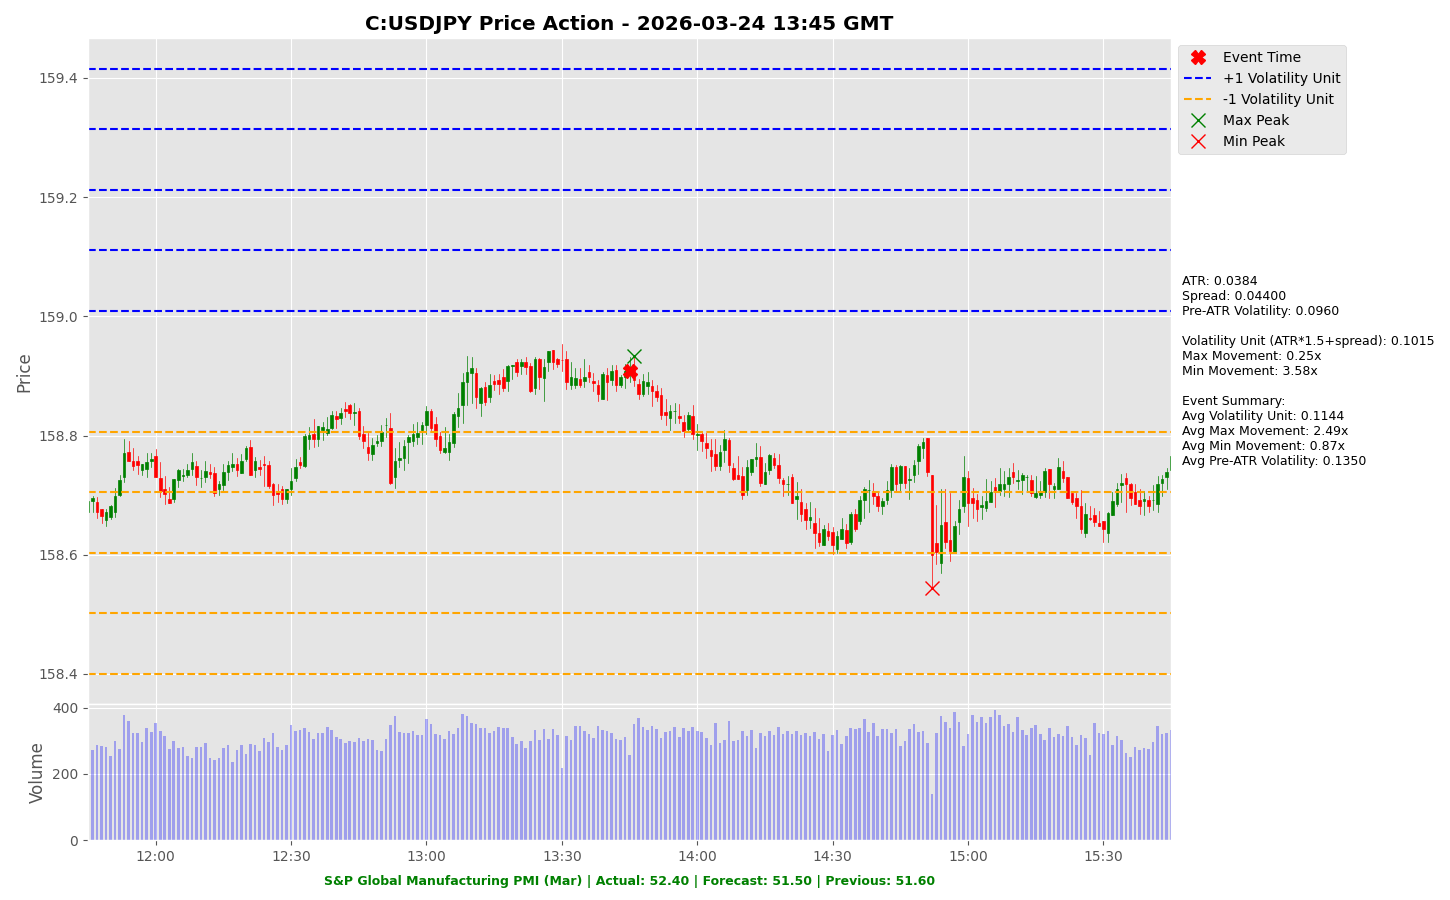 C:USDJPY Price Action - 2026-03-24 13:45 GMT
Event Time
+1 Volatility Unit
-1 Volatility Unit
Max Peak
Min Peak
Price
159.4
159.2
159.0
158.8
158.6
158.4
ATR: 0.0384
Spread: 0.04400
Pre-ATR Volatility: 0.0960
Volatility Unit (ATR*1.5+spread): 0.1015
Max Movement: 0.25x
Min Movement: 3.58x
Event Summary:
Avg Volatility Unit: 0.1144
Avg Max Movement: 2.49x
Avg Min Movement: 0.87x
Avg Pre-ATR Volatility: 0.1350
Volume
400
200
0
12:00 12:30 13:00 13:30 14:00 14:30 15:00 15:30
S&P Global Manufacturing PMI (Mar) | Actual: 52.40 | Forecast: 51.50 | Previous: 51.60